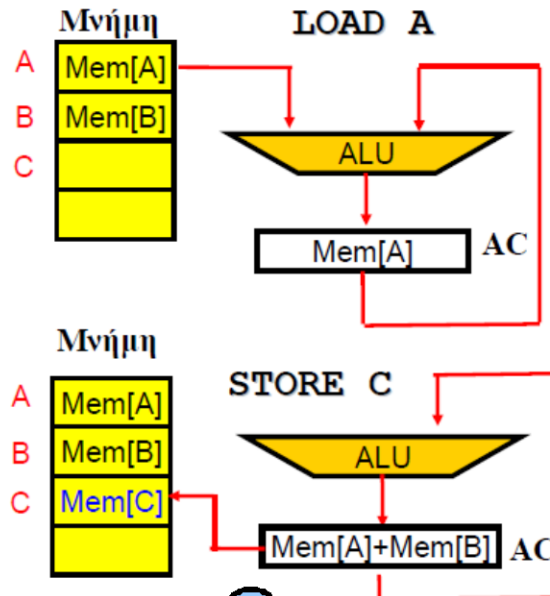 Μνήμη
LOAD A
A
Mem[A]
B
Mem[B]
C
ALU
Mem[A]
AC
Μνήμη
STORE C
A
Mem[A]
B
Mem[B]
C
Mem[C]
ALU
Mem[A]+Mem[B]
AC